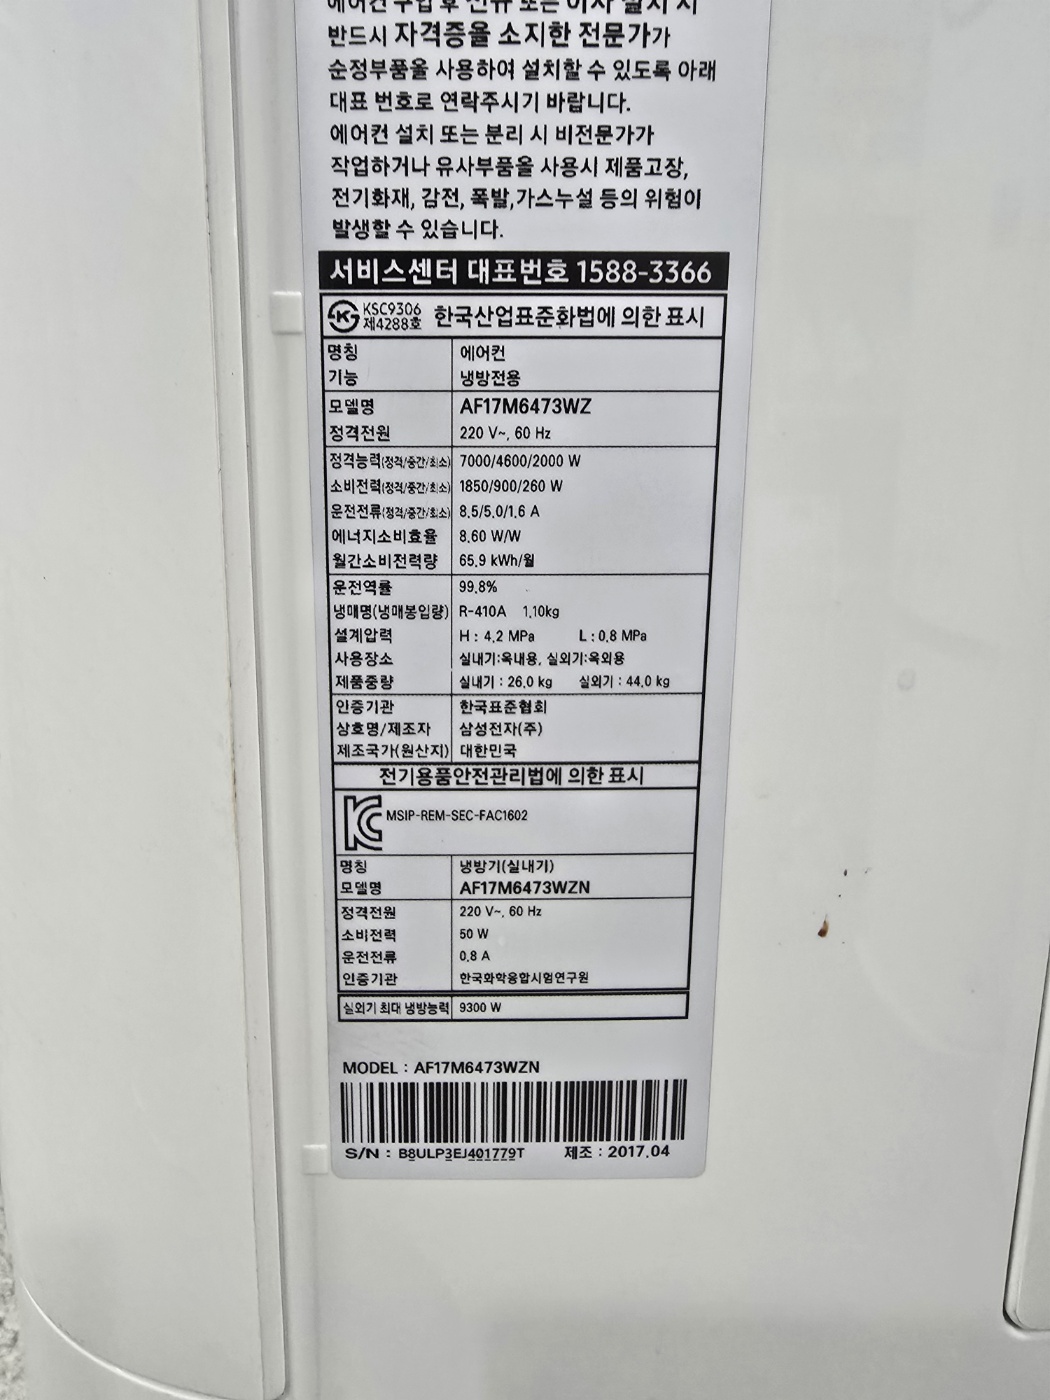 에어컨 구입 후 신규 또는 이사 설치 시
반드시 자격증을 소지한 전문가가
순정부품을 사용하여 설치할 수 있도록 아래
대표 번호로 연락주시기 바랍니다.
에어컨 설치 또는 분리 시 비전문가가
작업하거나 유사부품을 사용시 제품고장,
전기화재, 감전, 폭발,가스누설 등의 위험이
발생할 수 있습니다.
서비스센터 대표번호 1588-3366
KSC9306
제4288호 한국산업표준화법에 의한 표시
명칭 에어컨
기능 냉방전용
모델명 AF17M6473WZ
정격전원 220 V~, 60 Hz
정격능력(정격/중간/최소) 7000/4600/2000 W
소비전력(정격/중간/최소) 1850/900/260 W
운전전류(정격/중간/최소) 8.5/5.0/1.6 A
에너지소비효율 8.60 W/W
월간소비전력량 65.9 kWh/월
운전역률 99.8%
냉매명(냉매봉입량) R-410A 1.10kg
설계압력 H : 4.2 MPa L : 0.8 MPa
사용장소 실내기:옥내용, 실외기:옥외용
제품중량 실내기 : 26.0 kg 실외기 : 44.0 kg
인증기관 한국표준협회
상호명/제조자 삼성전자(주)
제조국가(원산지) 대한민국
전기용품안전관리법에 의한 표시
MSIP-REM-SEC-FAC1602
명칭 냉방기(실내기)
모델명 AF17M6473WZN
정격전원 220 V~, 60 Hz
소비전력 50 W
운전전류 0.8 A
인증기관 한국화학융합시험연구원
실외기 최대 냉방능력 9300 W
MODEL : AF17M6473WZN
S/N : B8ULP3EJ401779T 제조 : 2017.04